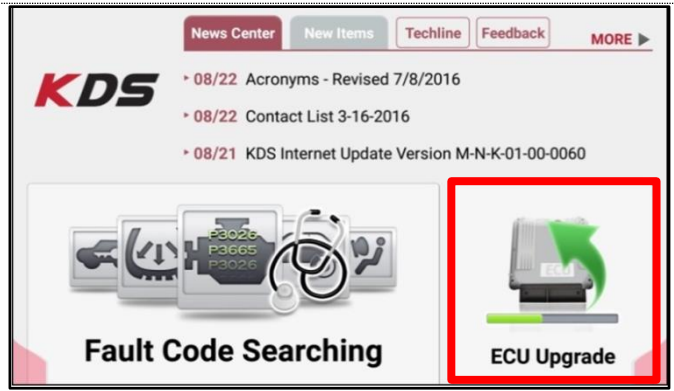 News Center New Items Techline Feedback MORE
KDS
08/22 Acronyms - Revised 7/8/2016
08/22 Contact List 3-16-2016
08/21 KDS Internet Update Version M-N-K-01-00-0060
P3026
P3665
P3026
ECU
Fault Code Searching
ECU Upgrade